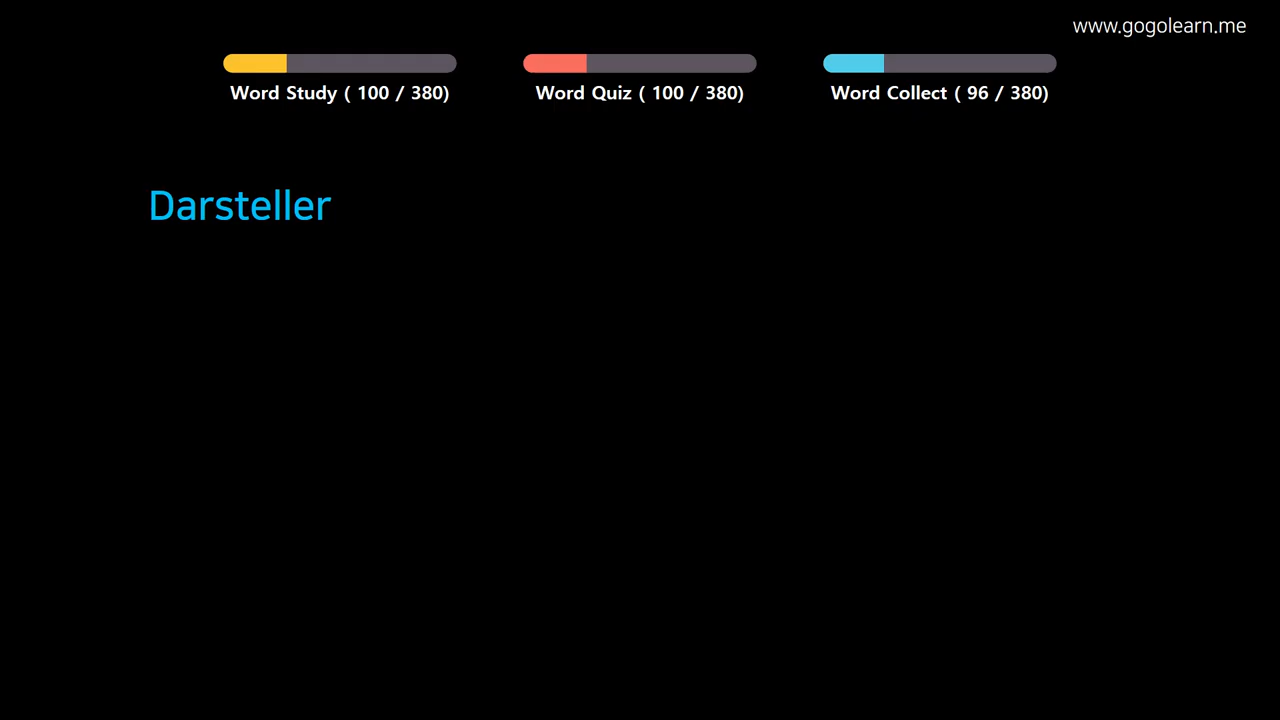 www.gogolearn.me
Word Study ( 100 / 380)
Word Quiz ( 100 / 380)
Word Collect ( 96 / 380)
Darsteller